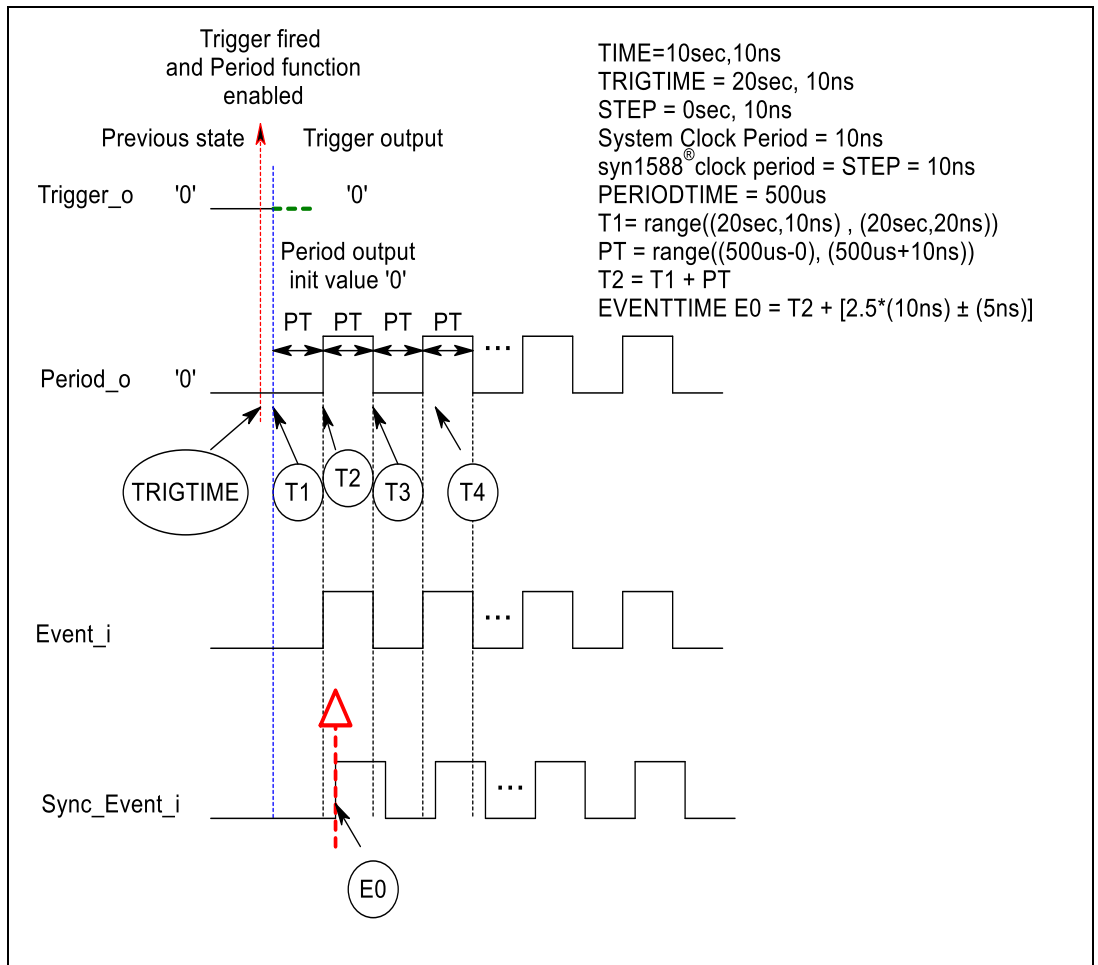 Trigger fired
and Period function
enabled
Previous state
Trigger output
Trigger_o
'0'
'0'
Period output
init value '0'
PT
PT
PT
PT
...
Period_o
'0'
TRIGTIME
T1
T2
T3
T4
Event_i
...
Sync_Event_i
...
E0
TIME=10sec,10ns
TRIGTIME = 20sec, 10ns
STEP = 0sec, 10ns
System Clock Period = 10ns
syn1588® clock period = STEP = 10ns
PERIODTIME = 500us
T1= range((20sec,10ns) , (20sec,20ns))
PT = range((500us-0), (500us+10ns))
T2 = T1 + PT
EVENTTIME E0 = T2 + [2.5*(10ns) ± (5ns)]